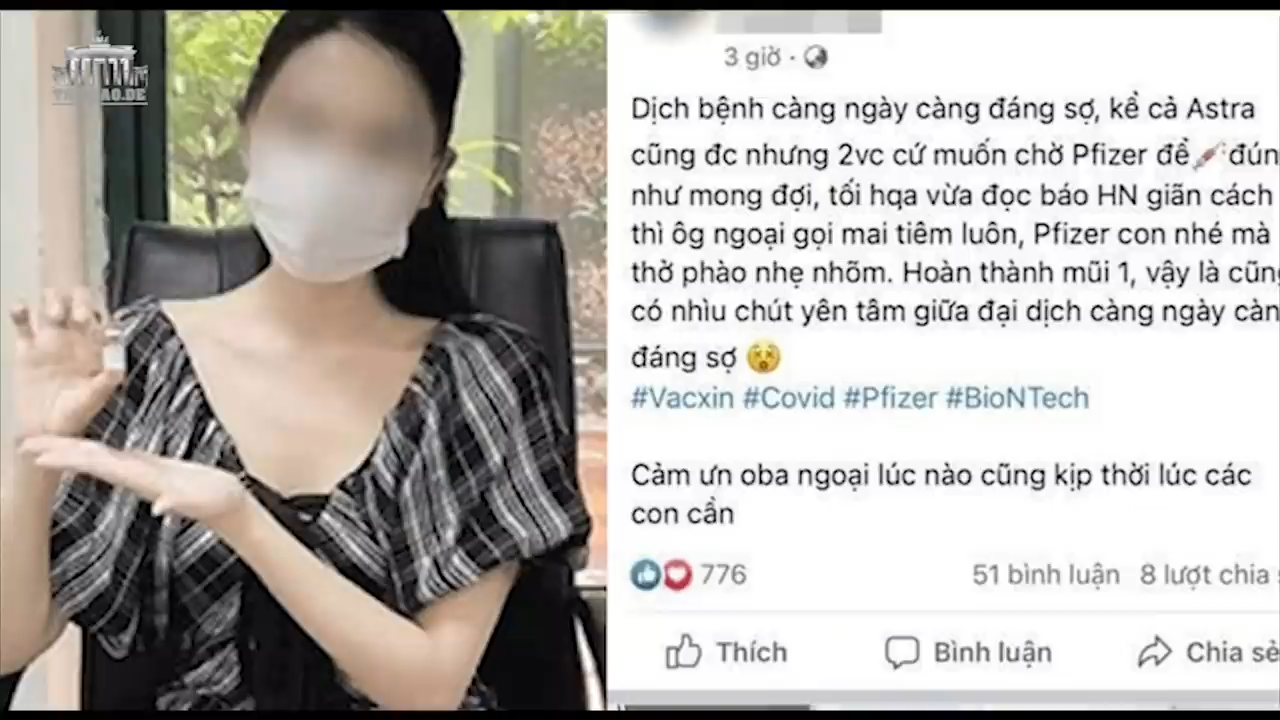 3 giờ ·
Dịch bệnh càng ngày càng đáng sợ, kể cả Astra
cũng đc nhưng 2vc cứ muốn chờ Pfizer để đún
như mong đợi, tối hqa vừa đọc báo HN giãn cách
thì ôg ngoại gọi mai tiêm luôn, Pfizer con nhé mà
thở phào nhẹ nhõm. Hoàn thành mũi 1, vậy là cũng
có nhìu chút yên tâm giữa đại dịch càng ngày càn
đáng sợ
#Vacxin #Covid #Pfizer #BioNTech
Cảm ưn oba ngoại lúc nào cũng kịp thời lúc các
con cần
776 51 bình luận 8 lượt chia
Thích Bình luận Chia sẻ